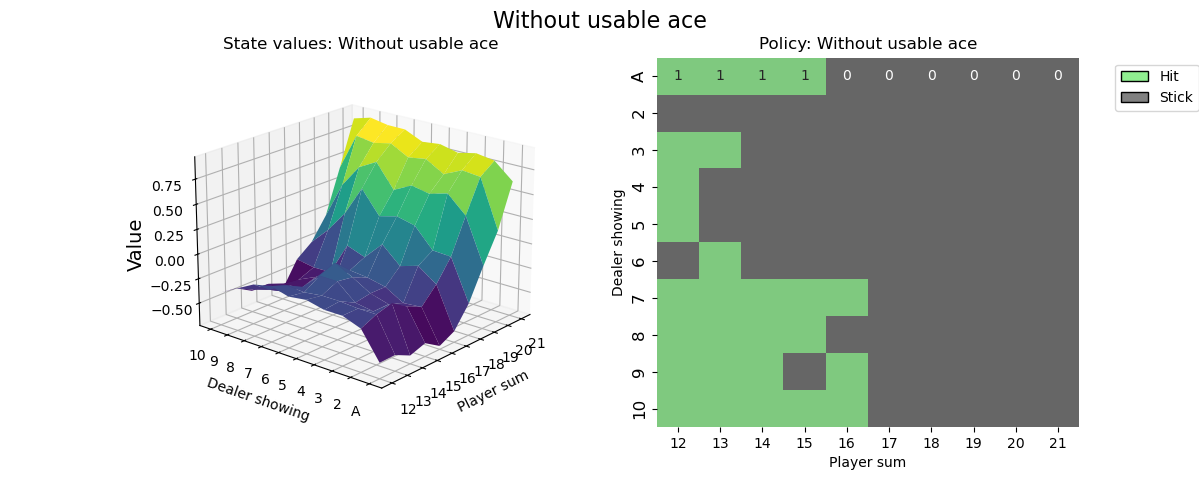 Without usable ace
State values: Without usable ace
Value
0.75
0.50
0.25
0.00
−0.25
−0.50
10 9 8 7 6 5 4 3 2 A
Dealer showing
12 13 14 15 16 17 18 19 20 21
Player sum
Policy: Without usable ace
Dealer showing
A 1 1 1 1 0 0 0 0 0 0
2
3
4
5
6
7
8
9
10
12 13 14 15 16 17 18 19 20 21
Player sum
Hit
Stick